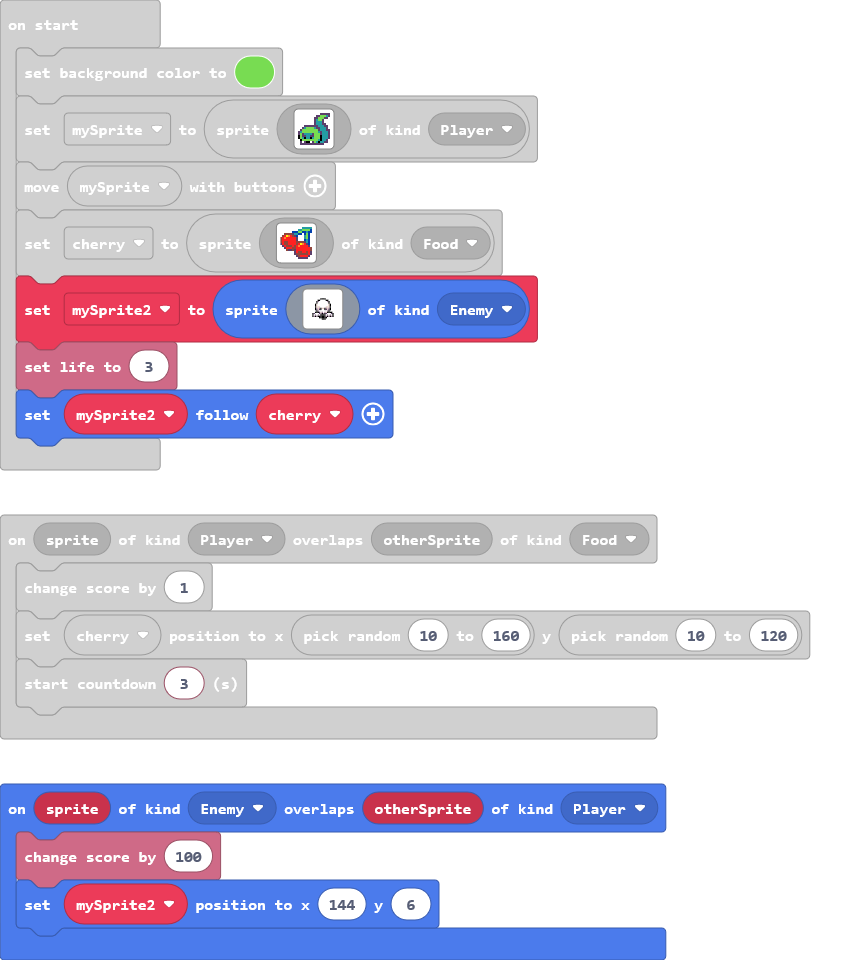 on start
set background color to
set mySprite to sprite of kind Player
move mySprite with buttons
set cherry to sprite of kind Food
set mySprite2 to sprite of kind Enemy
set life to 3
set mySprite2 follow cherry
on sprite of kind Player overlaps otherSprite of kind Food
change score by 1
set cherry position to x pick random 10 to 160 y pick random 10 to 120
start countdown 3 (s)
on sprite of kind Enemy overlaps otherSprite of kind Player
change score by 100
set mySprite2 position to x 144 y 6